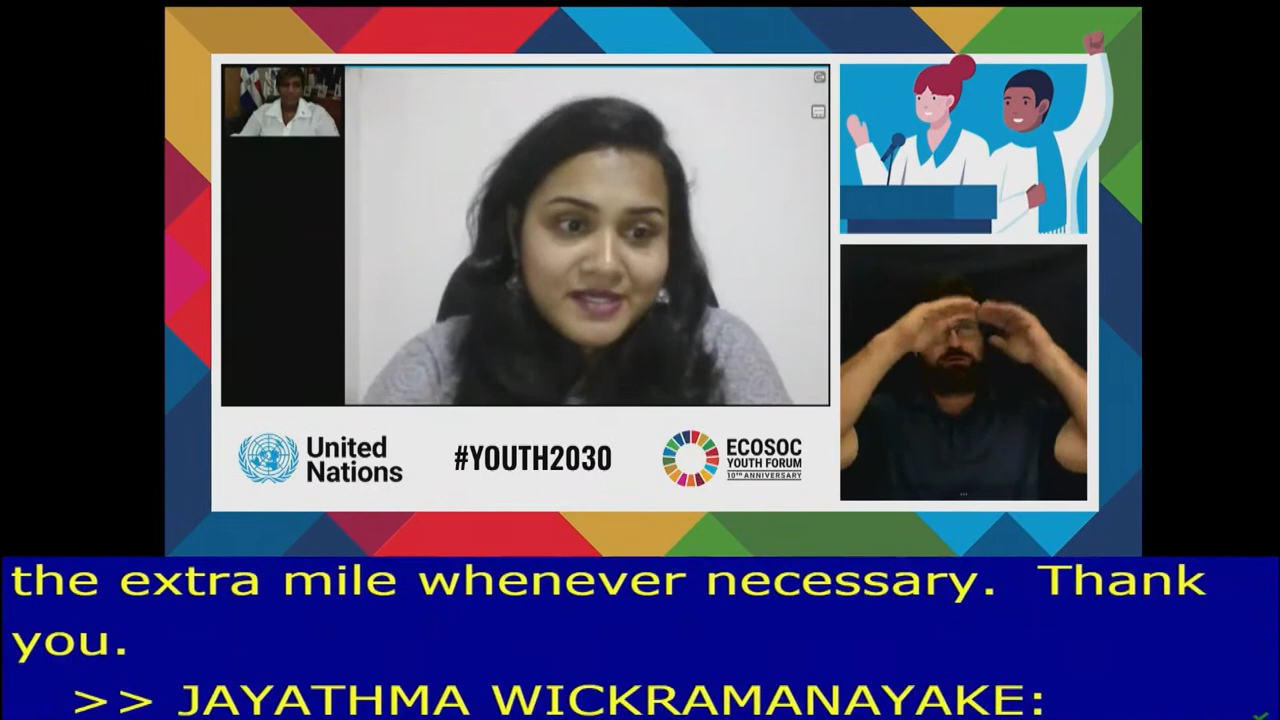 United
Nations
#YOUTH2030
ECOSOC
YOUTH FORUM
10TH ANNIVERSARY
the extra mile whenever necessary. Thank
you.
>> JAYATHMA WICKRAMANAYAKE: